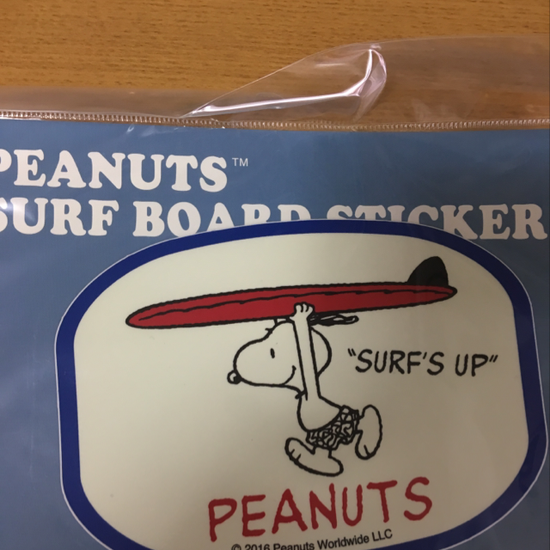 PEANUTS™
SURF BOARD STICKER
"SURF'S UP"
PEANUTS
© 2016 Peanuts Worldwide LLC